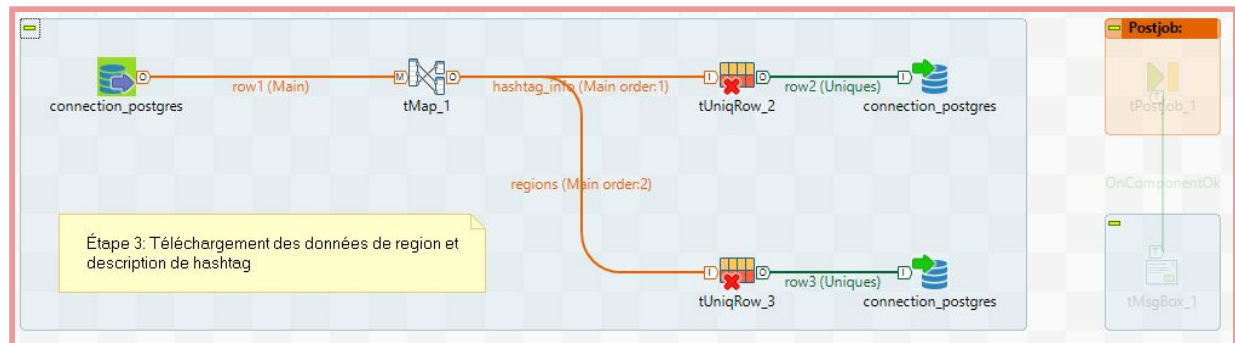 Postjob:
connection_postgres
row1 (Main)
tMap_1
hashtag_info (Main order:1)
tUniqRow_2
row2 (Uniques)
connection_postgres
tPostjob_1
regions (Main order:2)
OnComponentOk
Étape 3: Téléchargement des données de region et
description de hashtag
tUniqRow_3
row3 (Uniques)
connection_postgres
tMsgBox_1